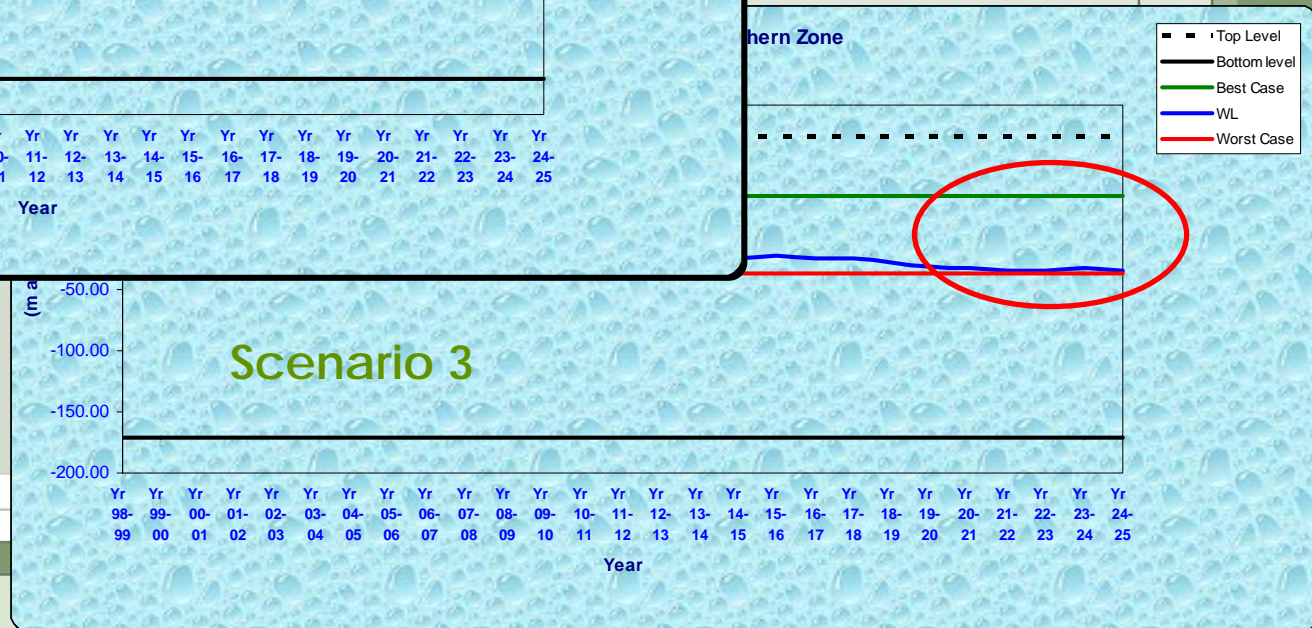 Yr Yr Yr Yr Yr Yr Yr Yr Yr Yr Yr Yr Yr Yr
11- 12- 13- 14- 15- 16- 17- 18- 19- 20- 21- 22- 23- 24-
12 13 14 15 16 17 18 19 20 21 22 23 24 25
Year
hern Zone
Top Level
Bottom level
Best Case
WL
Worst Case
(m a
-50.00
-100.00
-150.00
-200.00
Scenario 3
Yr Yr Yr Yr Yr Yr Yr Yr Yr Yr Yr Yr Yr Yr Yr Yr Yr Yr Yr Yr Yr Yr Yr Yr Yr Yr Yr
98- 99- 00- 01- 02- 03- 04- 05- 06- 07- 08- 09- 10- 11- 12- 13- 14- 15- 16- 17- 18- 19- 20- 21- 22- 23- 24-
99 00 01 02 03 04 05 06 07 08 09 10 11 12 13 14 15 16 17 18 19 20 21 22 23 24 25
Year